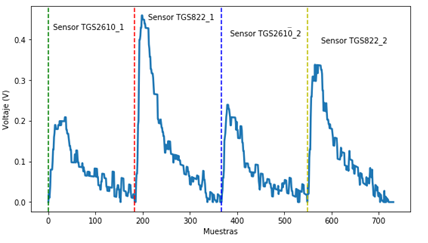 Sensor TGS2610_1
Sensor TGS822_1
Sensor TGS2610_2
Sensor TGS822_2
Voltaje (V)
0.4
0.3
0.2
0.1
0.0
0 100 200 300 400 500 600 700
Muestras